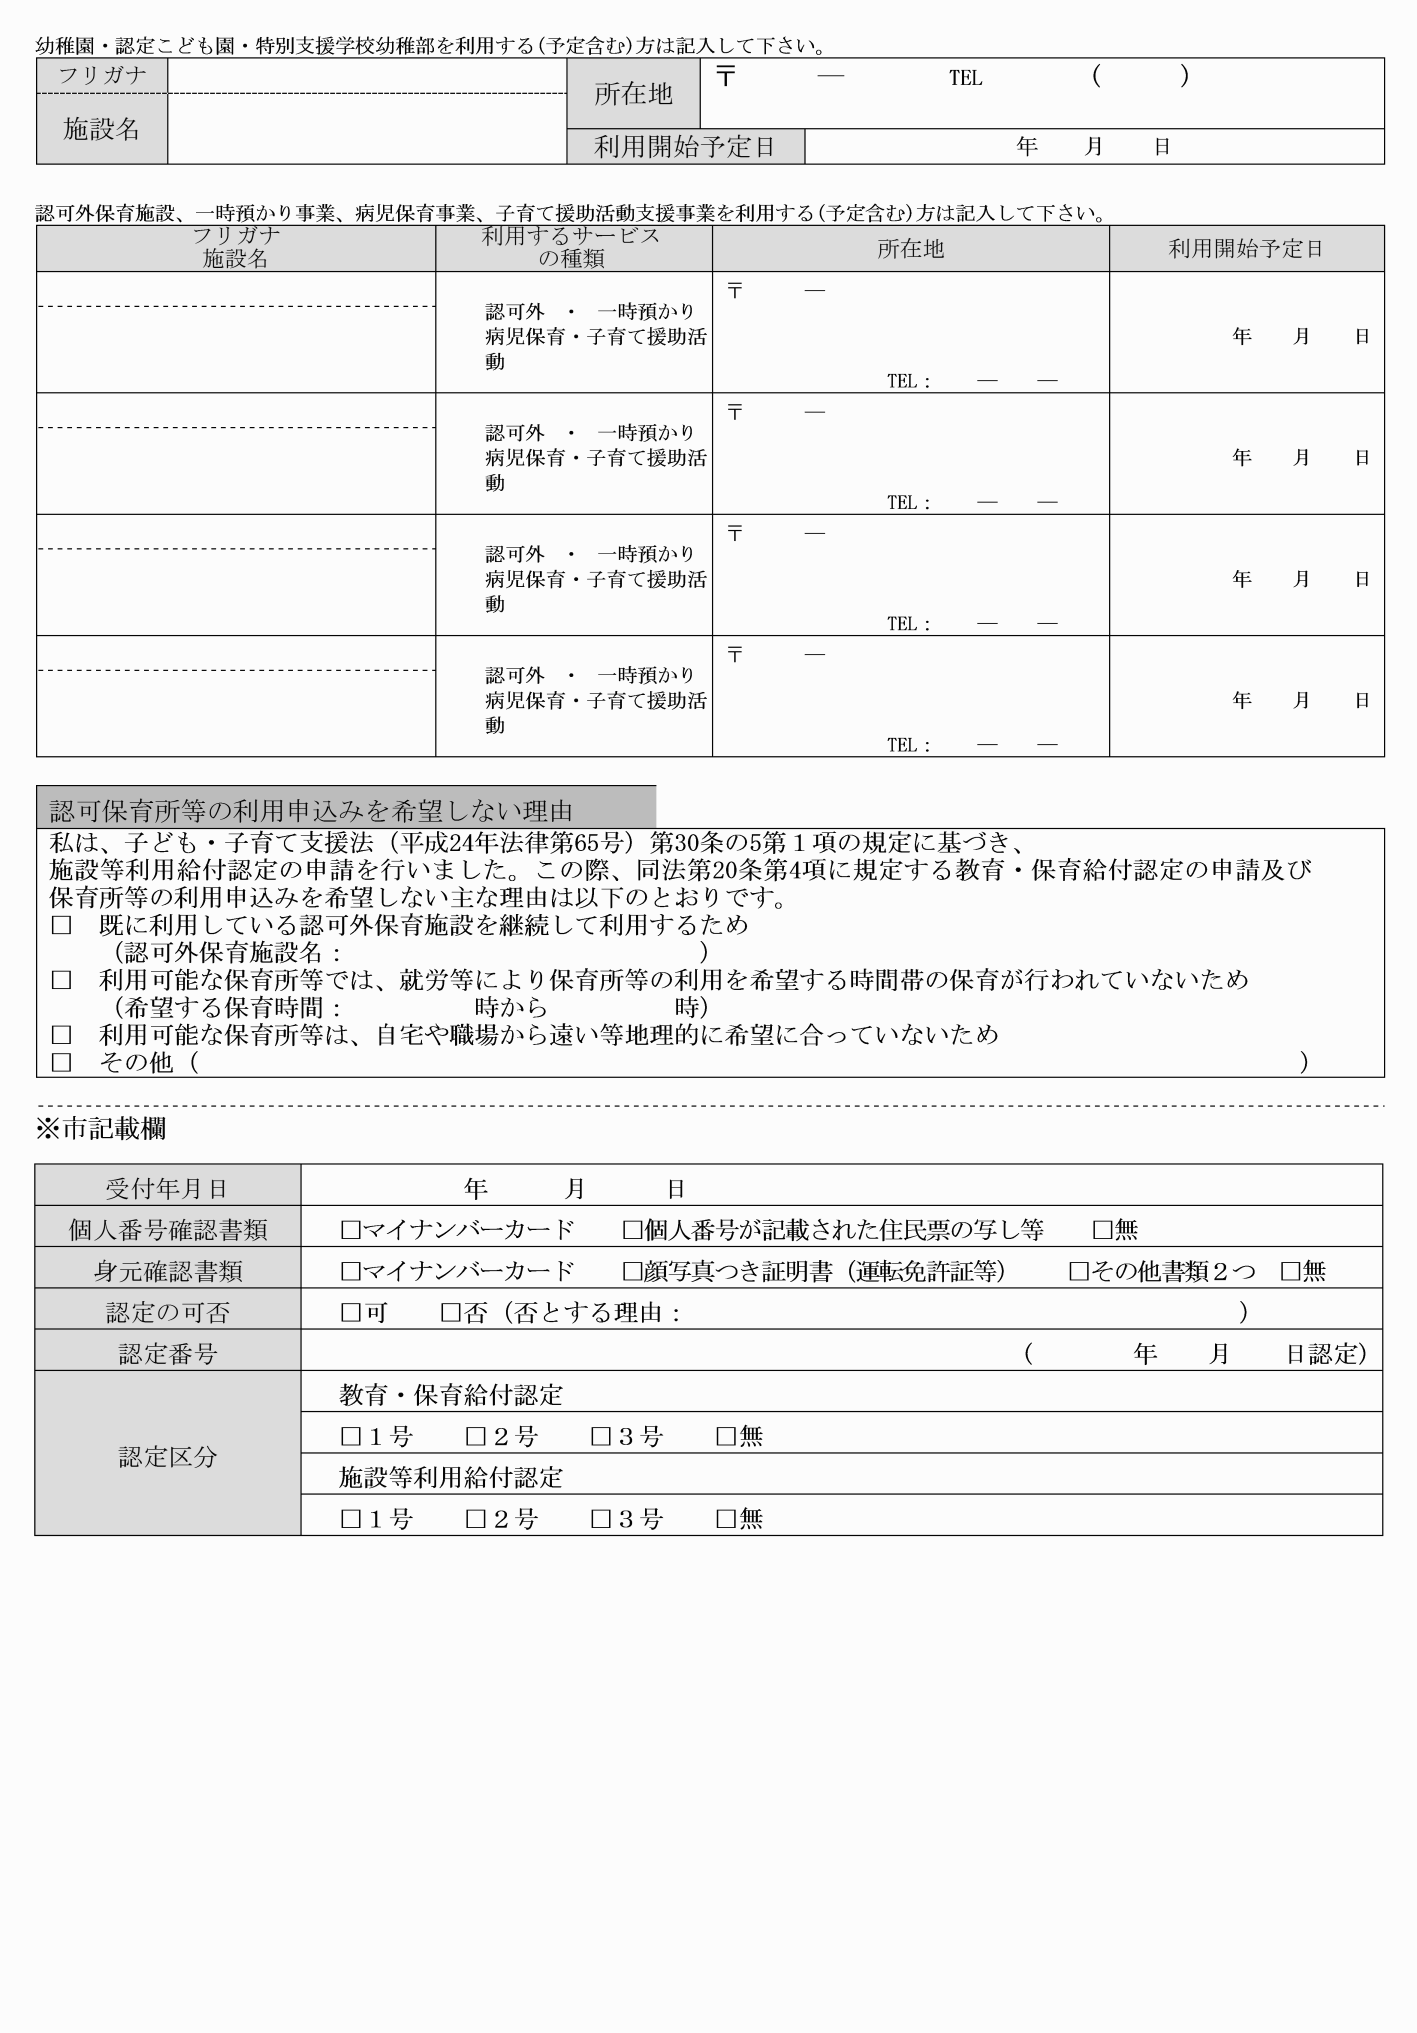 幼稚園・認定こども園・特別支援学校幼稚部を利用する(予定含む)方は記入して下さい。
フリガナ
施設名
所在地
〒　　　―　　　　TEL　　　　（　　　）
利用開始予定日
年　　月　　日
認可外保育施設、一時預かり事業、病児保育事業、子育て援助活動支援事業を利用する(予定含む)方は記入して下さい。
フリガナ
施設名
利用するサービス
の種類
所在地
利用開始予定日
〒　　　―
認可外　・　一時預かり
病児保育・子育て援助活
動
年　　月　　日
TEL：　　―　　―
〒　　　―
認可外　・　一時預かり
病児保育・子育て援助活
動
年　　月　　日
TEL：　　―　　―
〒　　　―
認可外　・　一時預かり
病児保育・子育て援助活
動
年　　月　　日
TEL：　　―　　―
〒　　　―
認可外　・　一時預かり
病児保育・子育て援助活
動
年　　月　　日
TEL：　　―　　―
認可保育所等の利用申込みを希望しない理由
私は、子ども・子育て支援法（平成24年法律第65号）第30条の5第１項の規定に基づき、
施設等利用給付認定の申請を行いました。この際、同法第20条第4項に規定する教育・保育給付認定の申請及び
保育所等の利用申込みを希望しない主な理由は以下のとおりです。
□　既に利用している認可外保育施設を継続して利用するため
（認可外保育施設名：　　　　　　　　　　　　　　）
□　利用可能な保育所等では、就労等により保育所等の利用を希望する時間帯の保育が行われていないため
（希望する保育時間：　　　　　時から　　　　　時）
□　利用可能な保育所等は、自宅や職場から遠い等地理的に希望に合っていないため
□　その他（　　　　　　　　　　　　　　　　　　　　　　　　　　　　）
※市記載欄
受付年月日　　年　　　月　　　日
個人番号確認書類　□マイナンバーカード　　□個人番号が記載された住民票の写し等　　□無
身元確認書類　□マイナンバーカード　　□顔写真つき証明書（運転免許証等）　　□その他書類２つ　□無
認定の可否　□可　　□否（否とする理由：　　　　　　　　　　　　　　）
認定番号　（　　　　年　　月　　日認定）
認定区分
教育・保育給付認定
□１号　　□２号　　□３号　　□無
施設等利用給付認定
□１号　　□２号　　□３号　　□無